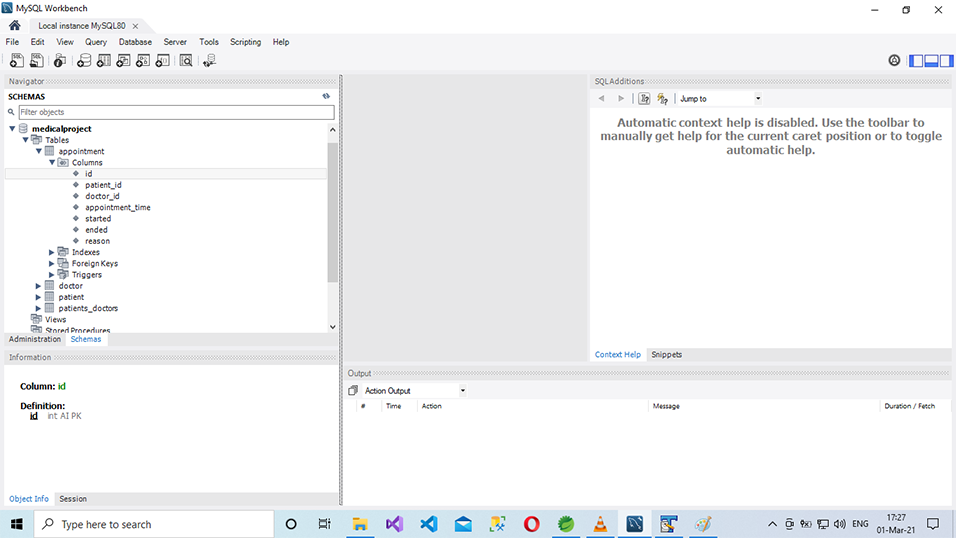 MySQL Workbench
Local instance MySQL80
File Edit View Query Database Server Tools Scripting Help
Navigator
SCHEMAS
Filter objects
medicalproject
Tables
appointment
Columns
id
patient_id
doctor_id
appointment_time
started
ended
reason
Indexes
Foreign Keys
Triggers
doctor
patient
patients_doctors
Views
Stored Procedures
Administration Schemas
Information
Column: id
Definition:
id int AI PK
Object Info Session
SQLAdditions
Jump to
Automatic context help is disabled. Use the toolbar to
manually get help for the current caret position or to toggle
automatic help.
Context Help Snippets
Output
Action Output
# Time Action Message Duration / Fetch
Type here to search
ENG
17:27
01-Mar-21